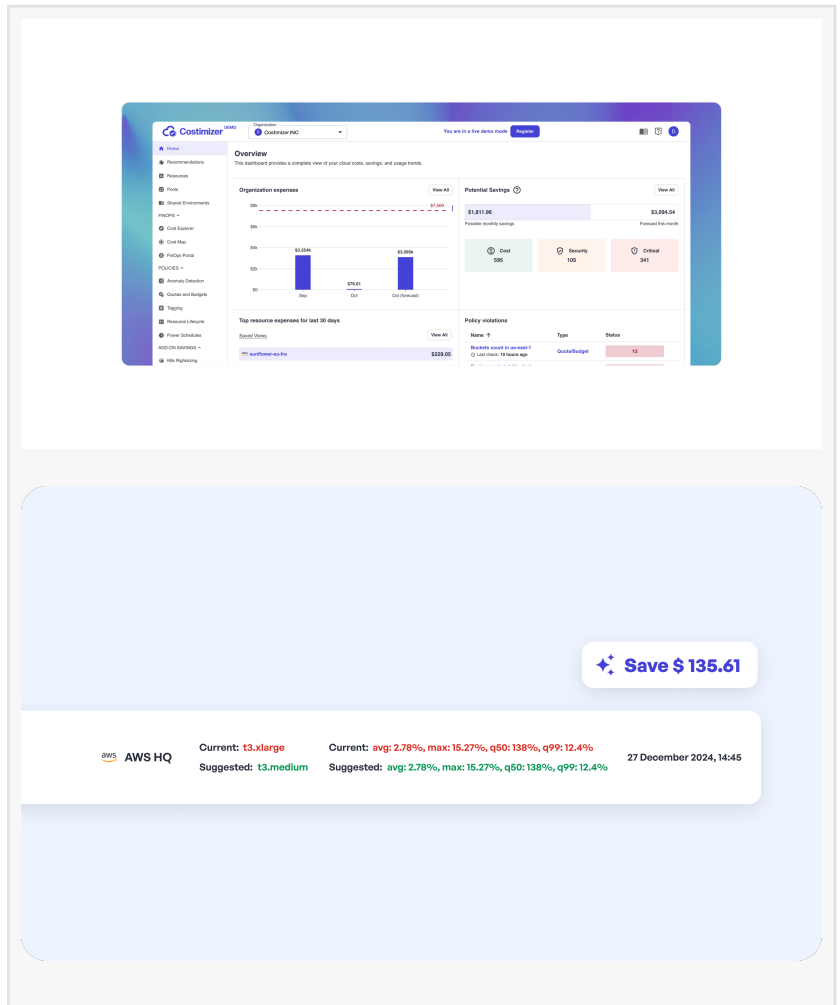 Costimizer DEMO
Organization
Costimizer INC
You are in a live demo mode
Register
D
Home
Recommendations
Resources
Pools
Shared Environments
FINOPS
Cost Explorer
Cost Map
FinOps Portal
POLICIES
Anomaly Detection
Quotas and Budgets
Tagging
Resource Lifecycle
Power Schedules
ADD-ON SAVINGS
K8s Rightsizing
Overview
This dashboard provides a complete view of your cloud costs, savings, and usage trends.
Organization expenses
View All
$8k
$7,600
$6k
$4k
$3.254k
$3.095k
$2k
$76.61
$0
Sep
Oct
Oct (forecast)
Potential Savings
View All
$1,811.96
$3,094.54
Possible monthly savings
Forecast this month
Cost
595
Security
105
Critical
341
Top resource expenses for last 30 days
Saved Views
View All
aws sunflower-eu-fra
$229.05
Policy violations
Name
Type
Status
Buckets count in us-east-1
Last check: 10 hours ago
Quota/Budget
13
Save $ 135.61
aws AWS HQ
Current: t3.xlarge
Suggested: t3.medium
Current: avg: 2.78%, max: 15.27%, q50: 138%, q99: 12.4%
Suggested: avg: 2.78%, max: 15.27%, q50: 138%, q99: 12.4%
27 December 2024, 14:45